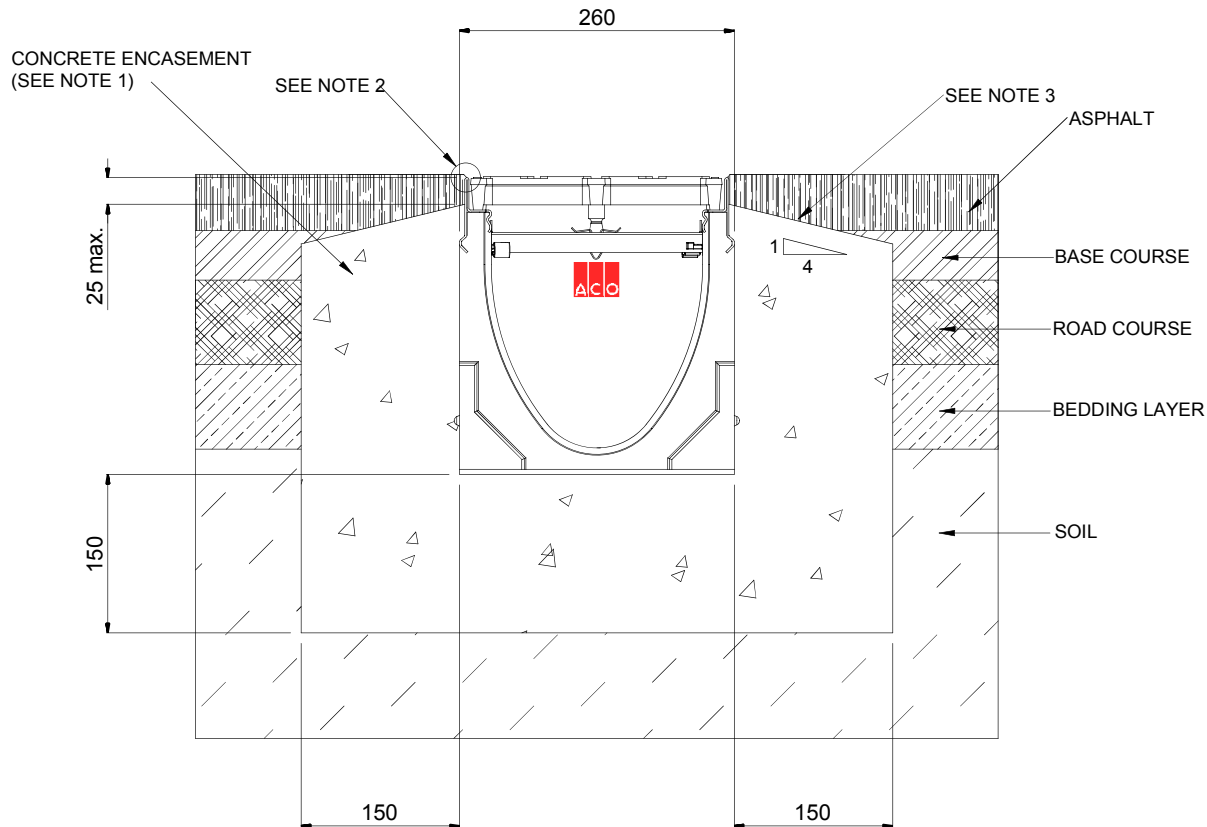 260
CONCRETE ENCASEMENT
(SEE NOTE 1)
SEE NOTE 2
SEE NOTE 3
ASPHALT
25 max.
1
4
BASE COURSE
ACO
ROAD COURSE
BEDDING LAYER
150
SOIL
150
150